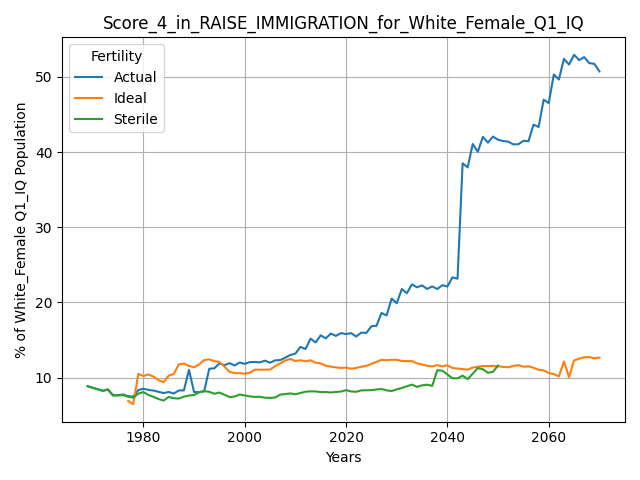 Score_4_in_RAISE_IMMIGRATION_for_White_Female_Q1_IQ
Fertility
Actual
Ideal
Sterile
% of White_Female Q1_IQ Population
50
40
30
20
10
1980 2000 2020 2040 2060
Years